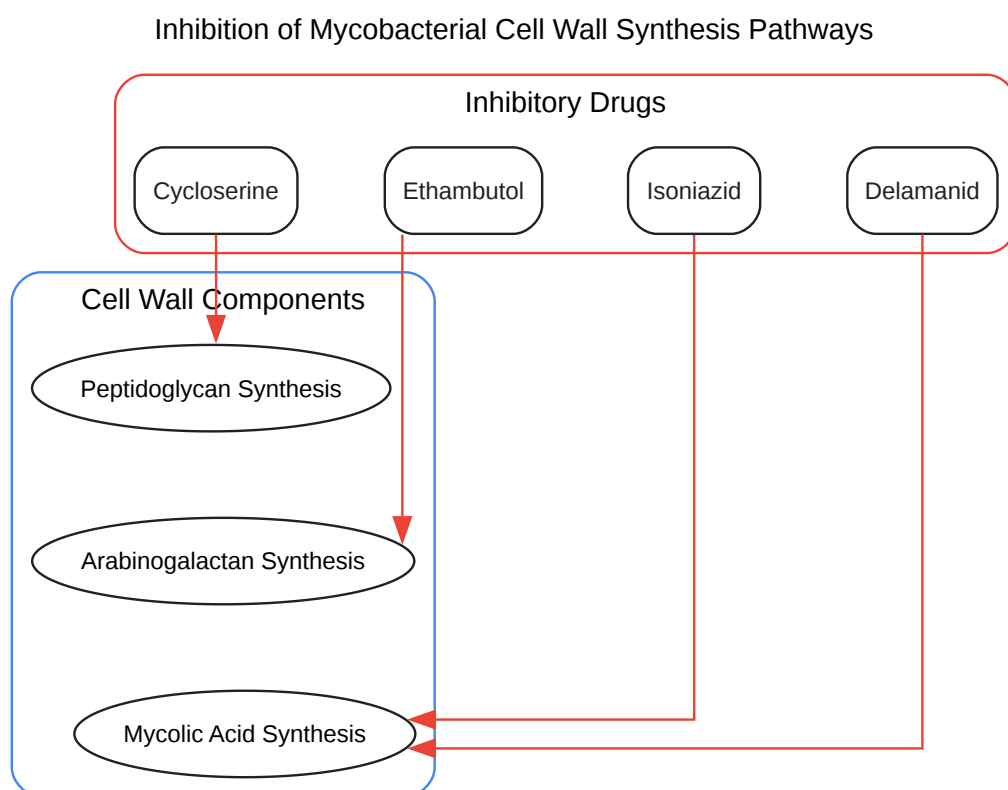 Inhibition of Mycobacterial Cell Wall Synthesis Pathways
Inhibitory Drugs
Cycloserine
Ethambutol
Isoniazid
Delamanid
Cell Wall Components
Peptidoglycan Synthesis
Arabinogalactan Synthesis
Mycolic Acid Synthesis